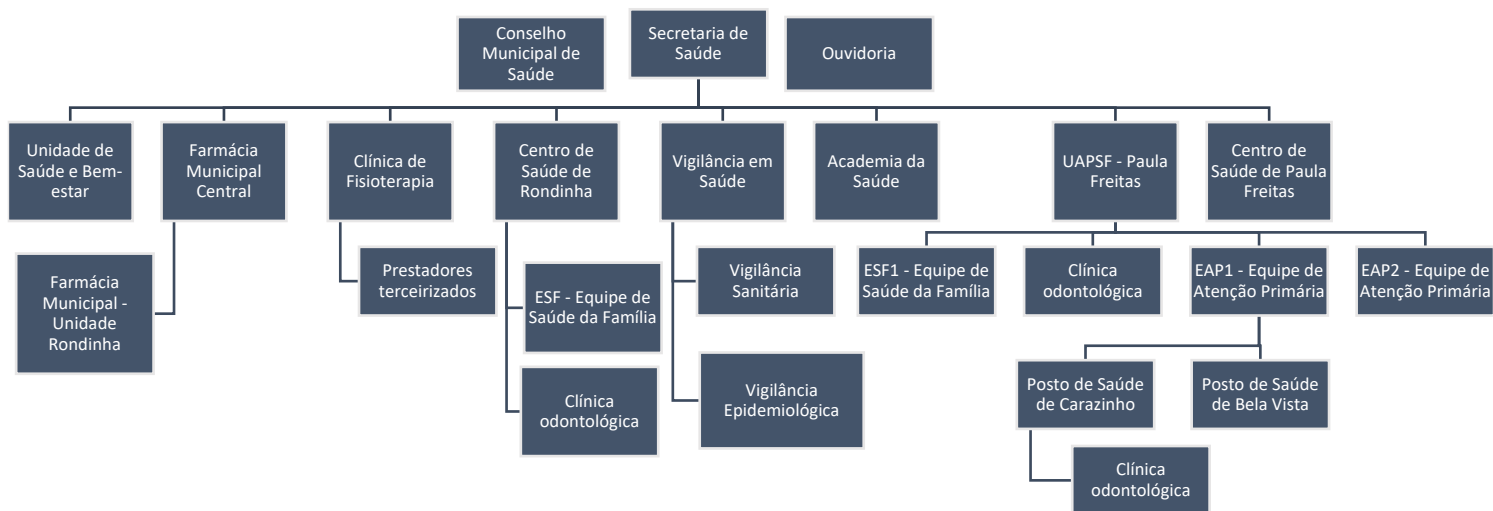 Conselho
Municipal de
Saúde
Secretaria de
Saúde
Ouvidoria
Unidade de
Saúde e Bem-
estar
Farmácia
Municipal
Central
Clínica de
Fisioterapia
Centro de
Saúde de
Rondinha
Vigilância em
Saúde
Academia da
Saúde
UAPSF - Paula
Freitas
Centro de
Saúde de Paula
Freitas
Farmácia
Municipal -
Unidade
Rondinha
Prestadores
terceirizados
ESF - Equipe de
Saúde da Família
Clínica
odontológica
Vigilância
Sanitária
Vigilância
Epidemiológica
ESF1 - Equipe de
Saúde da Família
Clínica
odontológica
EAP1 - Equipe de
Atenção Primária
EAP2 - Equipe de
Atenção Primária
Posto de Saúde
de Carazinho
Posto de Saúde
de Bela Vista
Clínica
odontológica